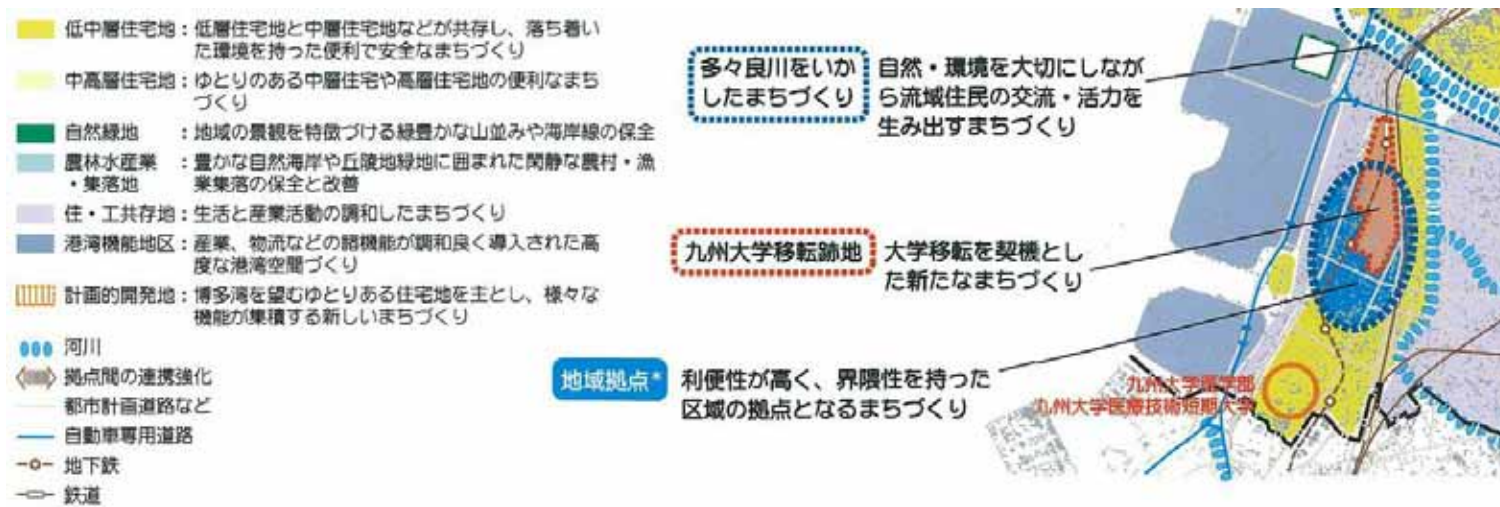 低中層住宅地:低層住宅地と中層住宅地などが共存し、落ち着い
た環境を持った便利で安全なまちづくり
中高層住宅地:ゆとりのある中層住宅や高層住宅地の便利なまち
づくり
自然緑地 :地域の景観を特徴づける緑豊かな山並みや海岸線の保全
農林水産業 :豊かな自然海岸や丘陵地緑地に囲まれた閑静な農村・漁
・集落地 業集落の保全と改善
住・工共存地:生活と産業活動の調和したまちづくり
港湾機能地区:産業、物流などの諸機能が調和良く導入された高
度な港湾空間づくり
計画的開発地:博多湾を望むゆとりある住宅地を主とし、様々な
機能が集積する新しいまちづくり
河川
拠点間の連携強化
都市計画道路など
自動車専用道路
地下鉄
鉄道
多々良川をいか
したまちづくり
自然・環境を大切にしなが
ら流域住民の交流・活力を
生み出すまちづくり
九州大学移転跡地
大学移転を契機とし
た新たなまちづくり
地域拠点*
利便性が高く、界隈性を持った
区域の拠点となるまちづくり
九州大学医学部
九州大学医療技術短期大学